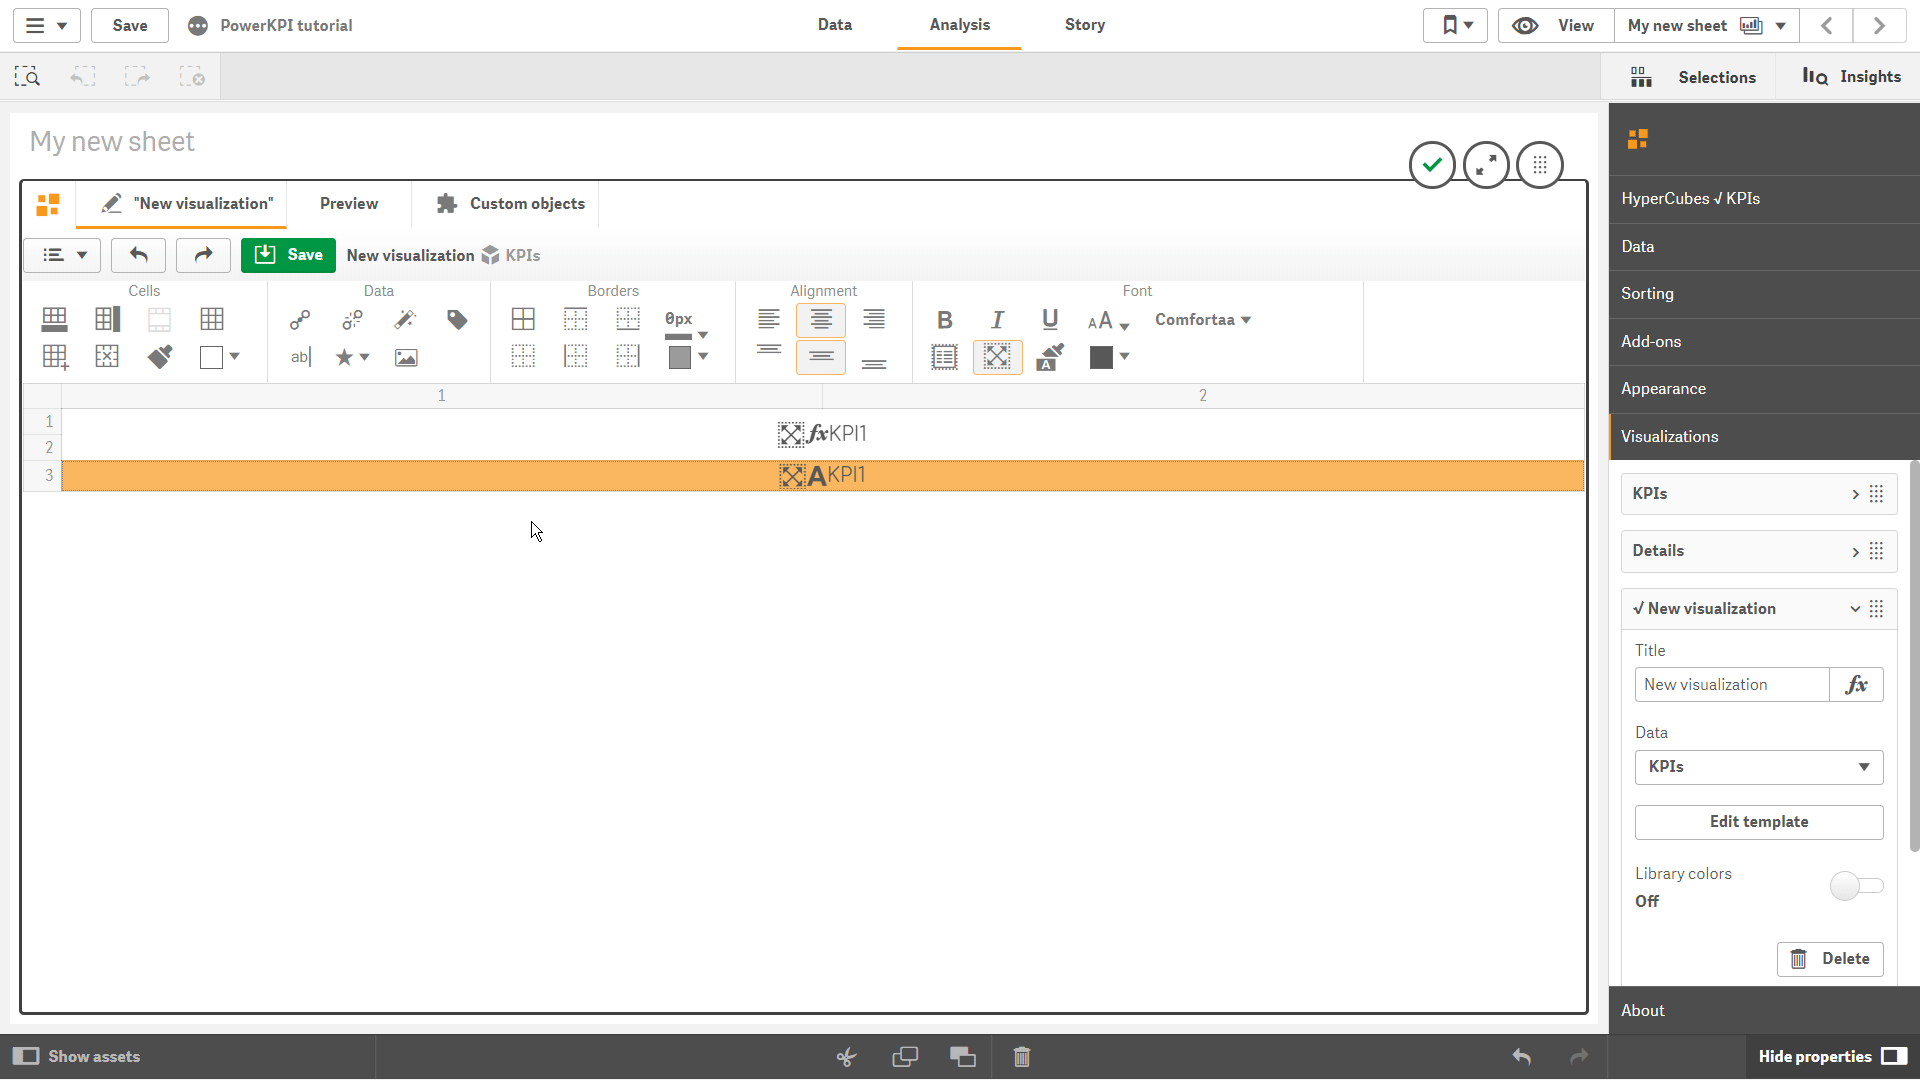 Save
PowerKPI tutorial
Data
Analysis
Story
View
My new sheet
Selections
Insights
My new sheet
"New visualization"
Preview
Custom objects
Save
New visualization
KPIs
Cells
Data
Borders
Alignment
Font
0px
B
I
U
AA
Comfortaa
ab|
A
1
2
1
fxKPI1
2
3
AKPI1
HyperCubes √ KPIs
Data
Sorting
Add-ons
Appearance
Visualizations
KPIs
Details
√ New visualization
Title
New visualization
fx
Data
KPIs
Edit template
Library colors
Off
Delete
About
Show assets
Hide properties